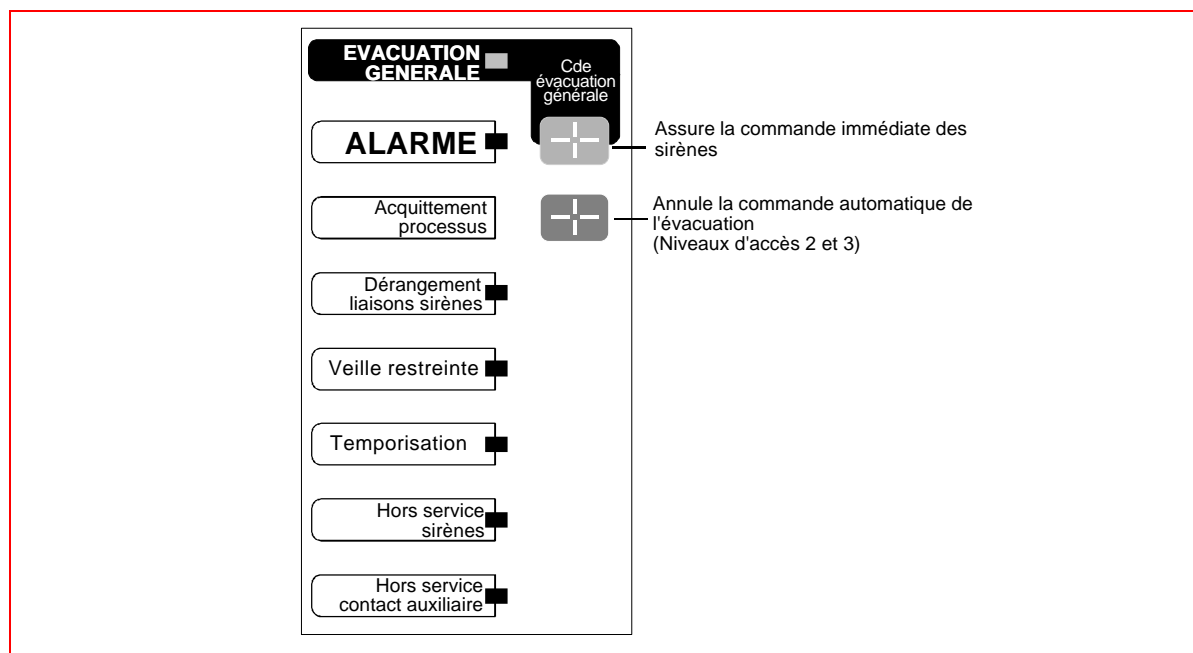 EVACUATION
GENERALE
Cde
évacuation
générale
ALARME
Assure la commande immédiate des
sirènes
Acquittement
processus
Annule la commande automatique de
l'évacuation
(Niveaux d'accès 2 et 3)
Dérangement
liaisons sirènes
Veille restreinte
Temporisation
Hors service
sirènes
Hors service
contact auxiliaire